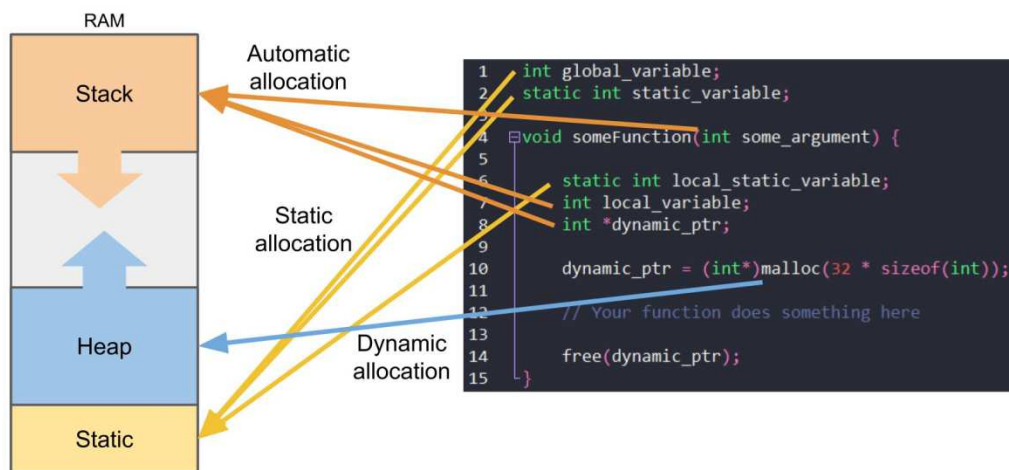 RAM
Stack
Heap
Static
Automatic
allocation
Static
allocation
Dynamic
allocation
1 int global_variable;
2 static int static_variable;
3
4 void someFunction(int some_argument) {
5
6 static int local_static_variable;
7 int local_variable;
8 int *dynamic_ptr;
9
10 dynamic_ptr = (int*)malloc(32 * sizeof(int));
11
12 // Your function does something here
13
14 free(dynamic_ptr);
15 }